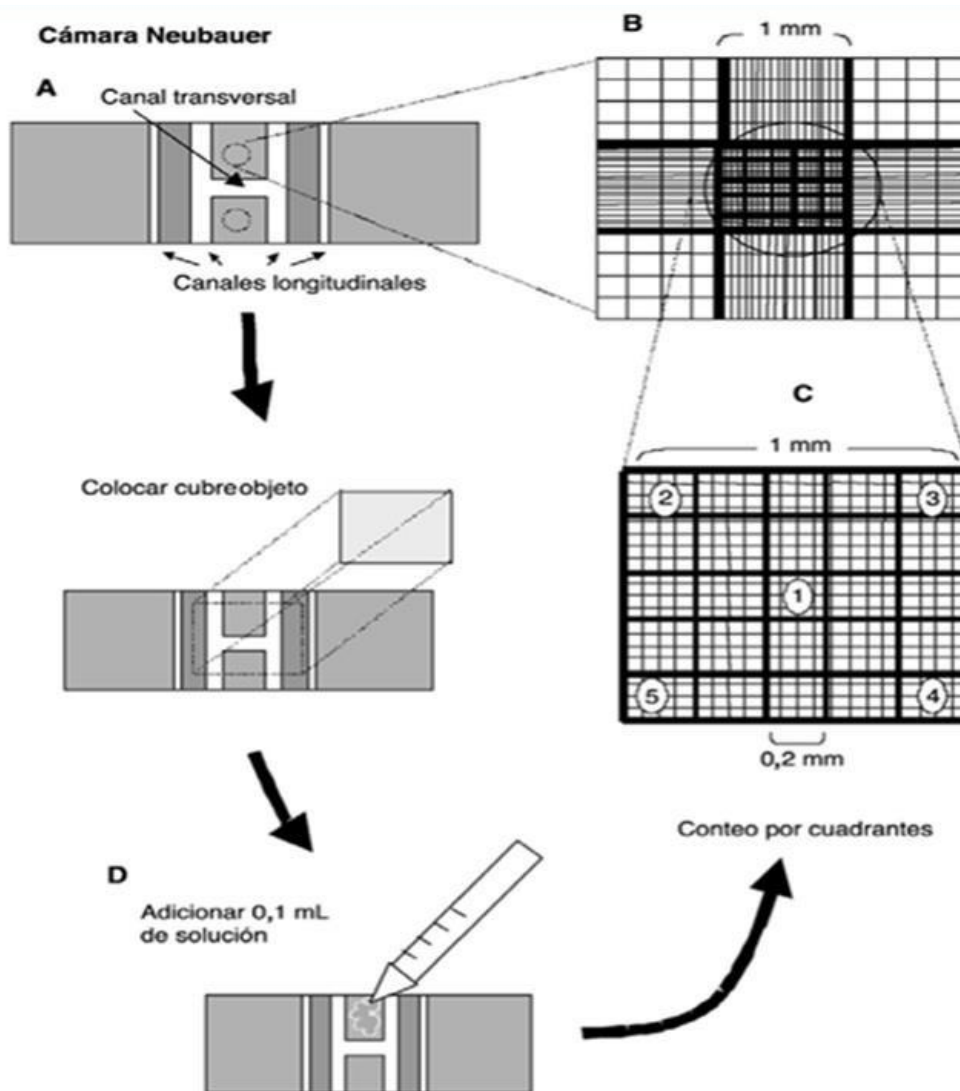 Cámara Neubauer
A
Canal transversal
Canales longitudinales
B
1 mm
C
1 mm
2
3
1
5
4
0,2 mm
Colocar cubreobjeto
Conteo por cuadrantes
D
Adicionar 0,1 mL
de solución